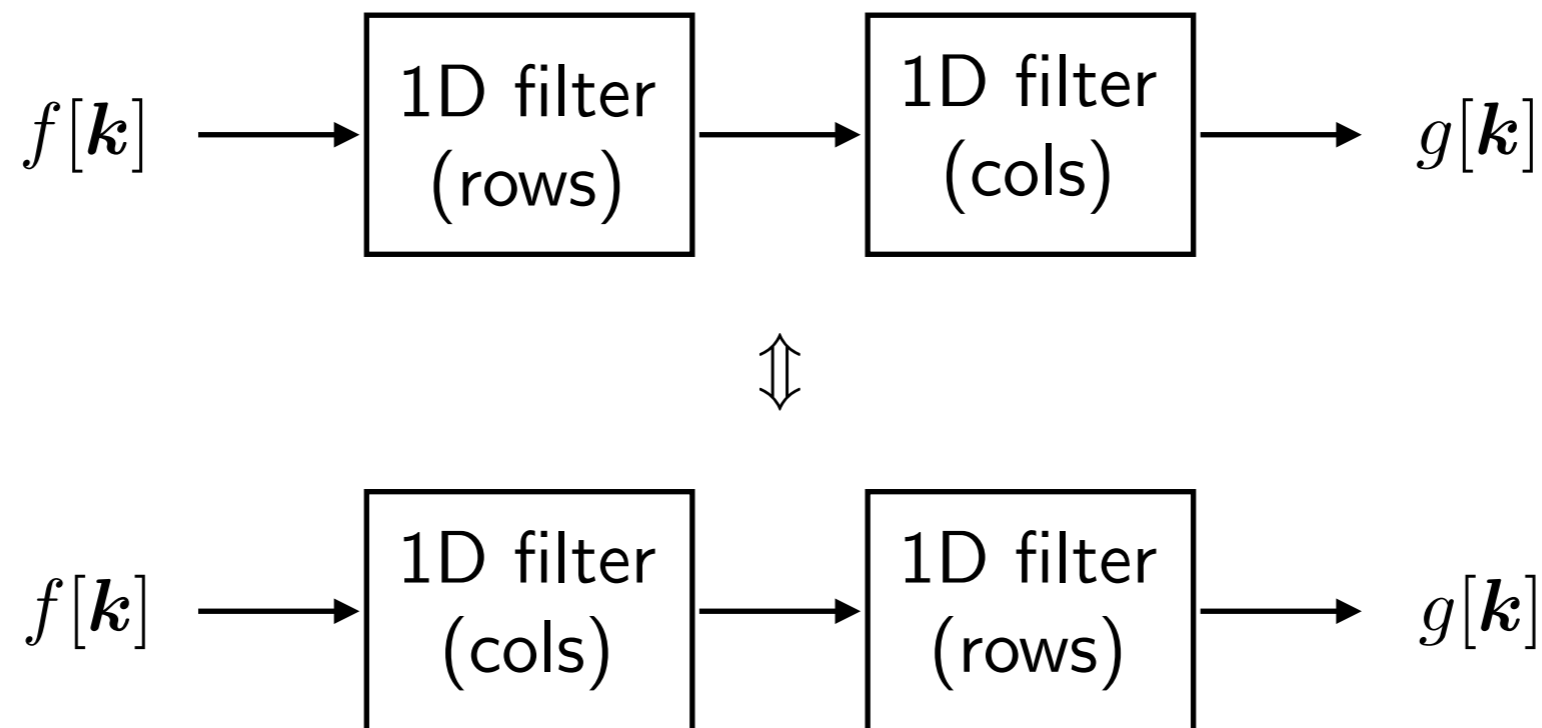 f[k] 1D filter (rows) 1D filter (cols) g[k]
⇕
f[k] 1D filter (cols) 1D filter (rows) g[k]